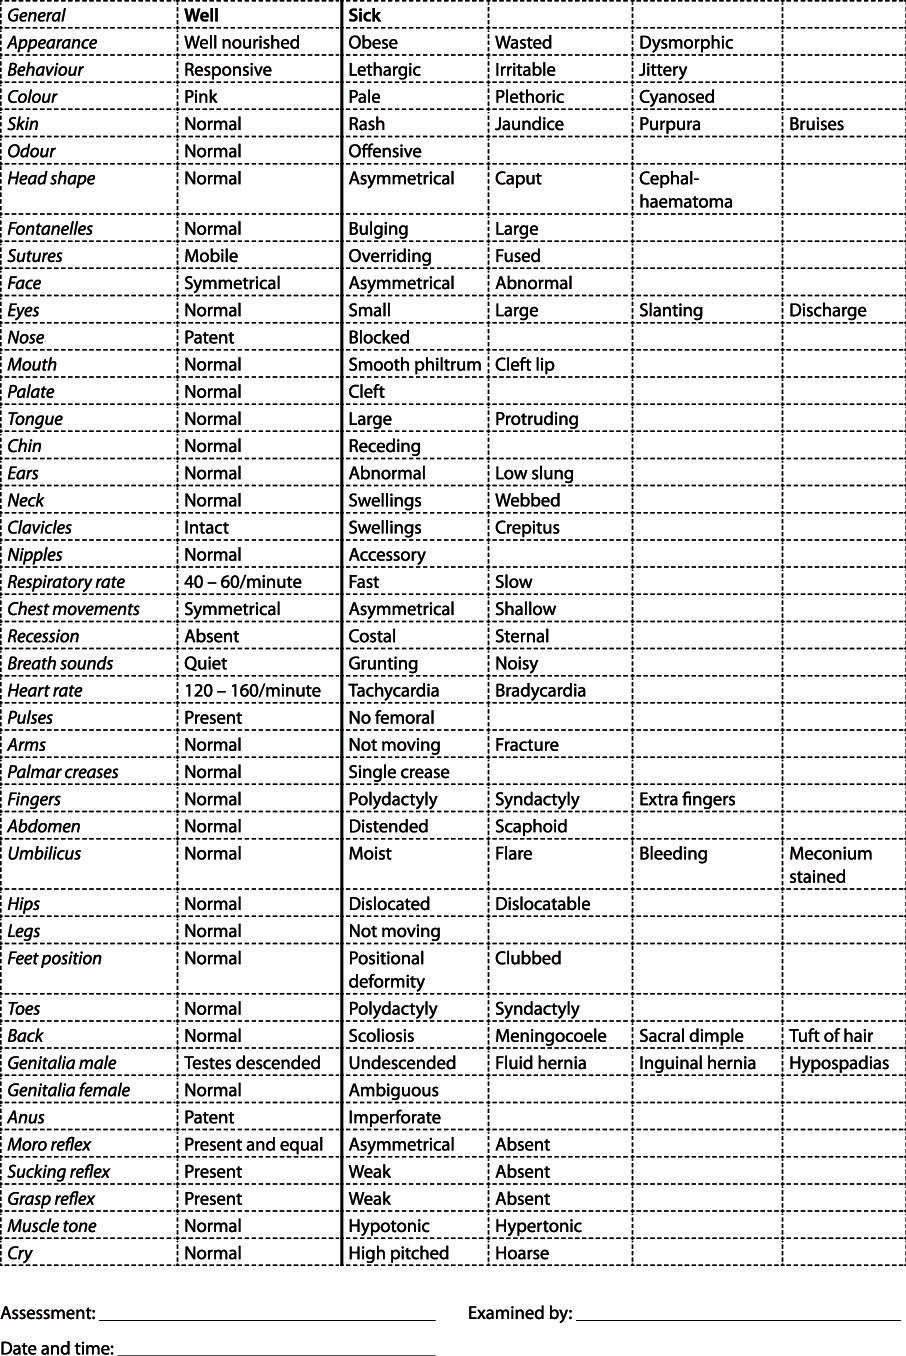 General Well Sick
Appearance Well nourished Obese Wasted Dysmorphic
Behaviour Responsive Lethargic Irritable Jittery
Colour Pink Pale Plethoric Cyanosed
Skin Normal Rash Jaundice Purpura Bruises
Odour Normal Offensive
Head shape Normal Asymmetrical Caput Cephal-
haematoma
Fontanelles Normal Bulging Large
Sutures Mobile Overriding Fused
Face Symmetrical Asymmetrical Abnormal
Eyes Normal Small Large Slanting Discharge
Nose Patent Blocked
Mouth Normal Smooth philtrum Cleft lip
Palate Normal Cleft
Tongue Normal Large Protruding
Chin Normal Receding
Ears Normal Abnormal Low slung
Neck Normal Swellings Webbed
Clavicles Intact Swellings Crepitus
Nipples Normal Accessory
Respiratory rate 40 – 60/minute Fast Slow
Chest movements Symmetrical Asymmetrical Shallow
Recession Absent Costal Sternal
Breath sounds Quiet Grunting Noisy
Heart rate 120 – 160/minute Tachycardia Bradycardia
Pulses Present No femoral
Arms Normal Not moving Fracture
Palmar creases Normal Single crease
Fingers Normal Polydactyly Syndactyly Extra fingers
Abdomen Normal Distended Scaphoid
Umbilicus Normal Moist Flare Bleeding Meconium
stained
Hips Normal Dislocated Dislocatable
Legs Normal Not moving
Feet position Normal Positional Clubbed
deformity
Toes Normal Polydactyly Syndactyly
Back Normal Scoliosis Meningocoele Sacral dimple Tuft of hair
Genitalia male Testes descended Undescended Fluid hernia Inguinal hernia Hypospadias
Genitalia female Normal Ambiguous
Anus Patent Imperforate
Moro reflex Present and equal Asymmetrical Absent
Sucking reflex Present Weak Absent
Grasp reflex Present Weak Absent
Muscle tone Normal Hypotonic Hypertonic
Cry Normal High pitched Hoarse
Assessment: Examined by:
Date and time: